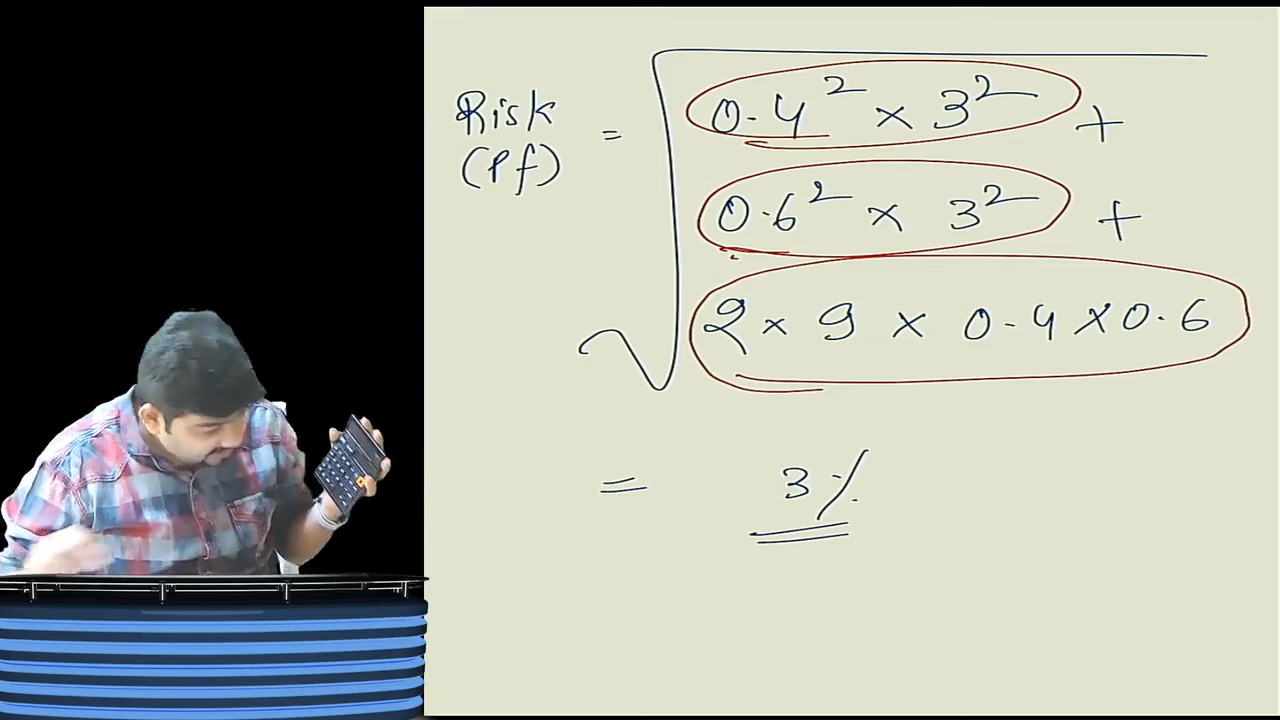 Risk (Pf) = √ 0.4² × 3² +
0.6² × 3² +
2 × 9 × 0.4 × 0.6
= 3%